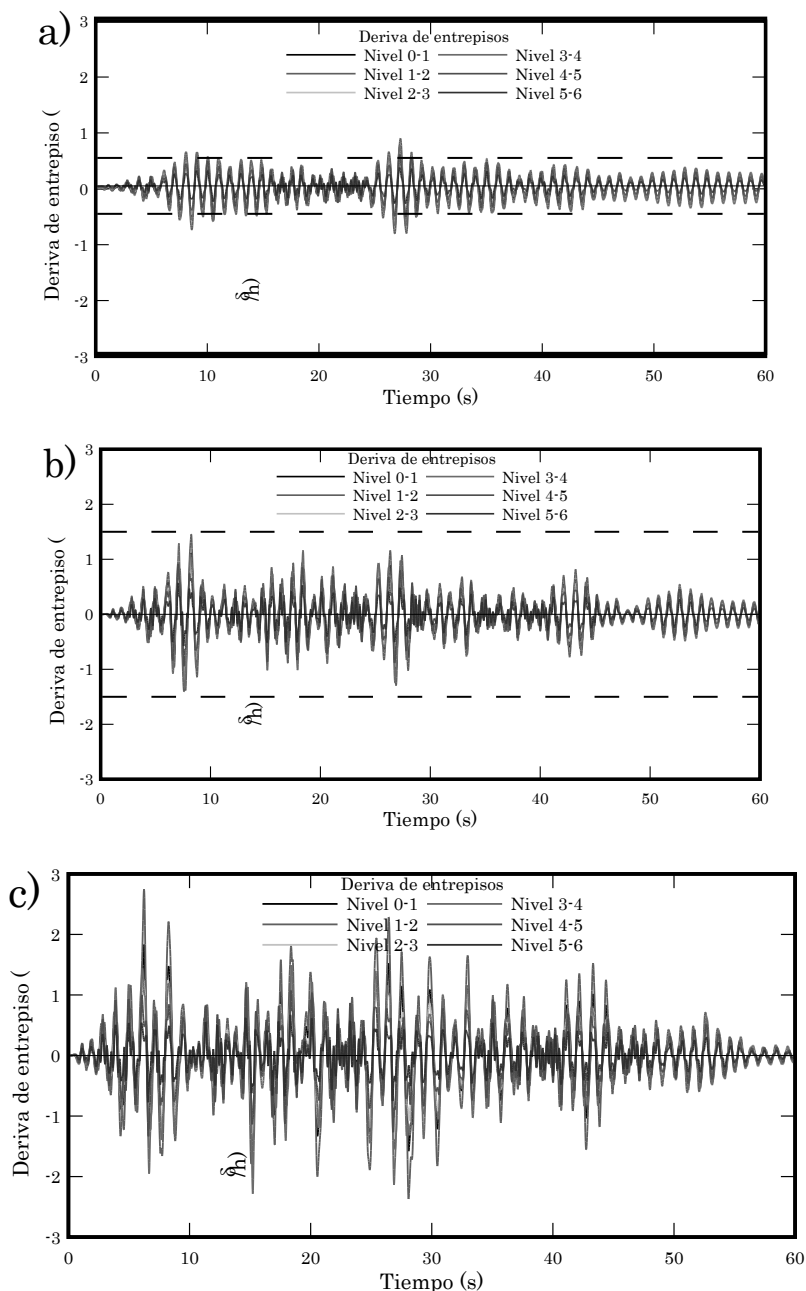 a)
Deriva de entrepisos
Nivel 0-1 Nivel 3-4
Nivel 1-2 Nivel 4-5
Nivel 2-3 Nivel 5-6
Deriva de entrepiso (
δ/h)
3
2
1
0
-1
-2
-3
0 10 20 30 40 50 60
Tiempo (s)
b)
Deriva de entrepisos
Nivel 0-1 Nivel 3-4
Nivel 1-2 Nivel 4-5
Nivel 2-3 Nivel 5-6
Deriva de entrepiso (
δ/h)
3
2
1
0
-1
-2
-3
0 10 20 30 40 50 60
Tiempo (s)
c)
Deriva de entrepisos
Nivel 0-1 Nivel 3-4
Nivel 1-2 Nivel 4-5
Nivel 2-3 Nivel 5-6
Deriva de entrepiso (
δ/h)
3
2
1
0
-1
-2
-3
0 10 20 30 40 50 60
Tiempo (s)